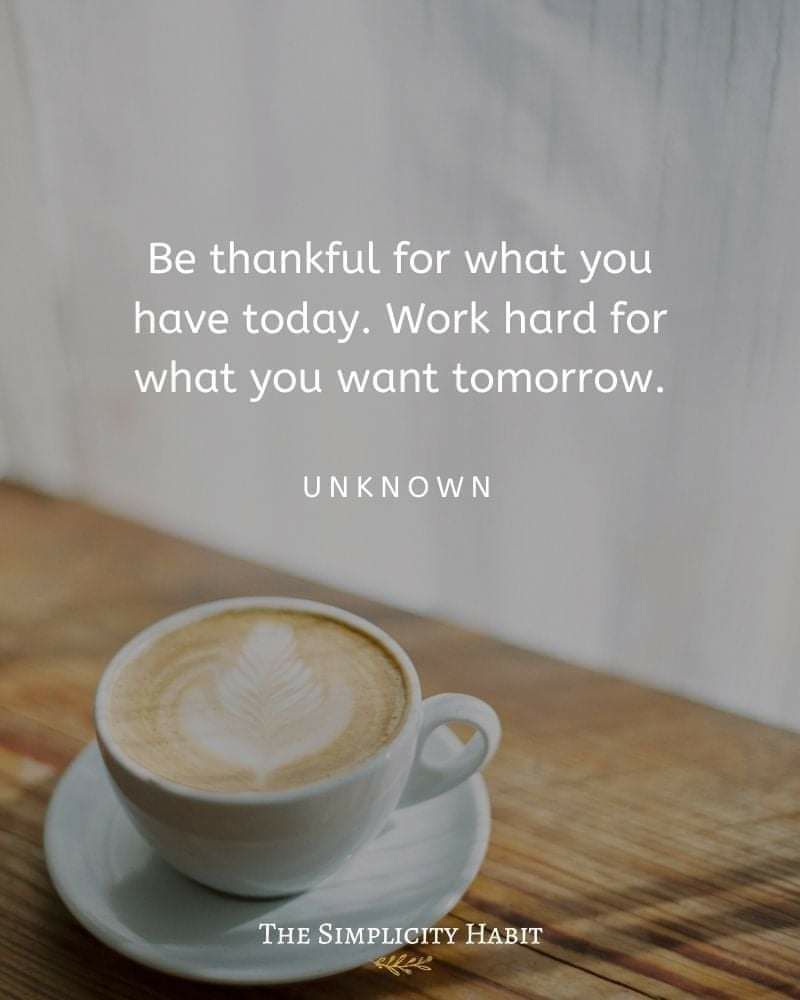 Be thankful for what you
have today. Work hard for
what you want tomorrow.
UNKNOWN
THE SIMPLICITY HABIT